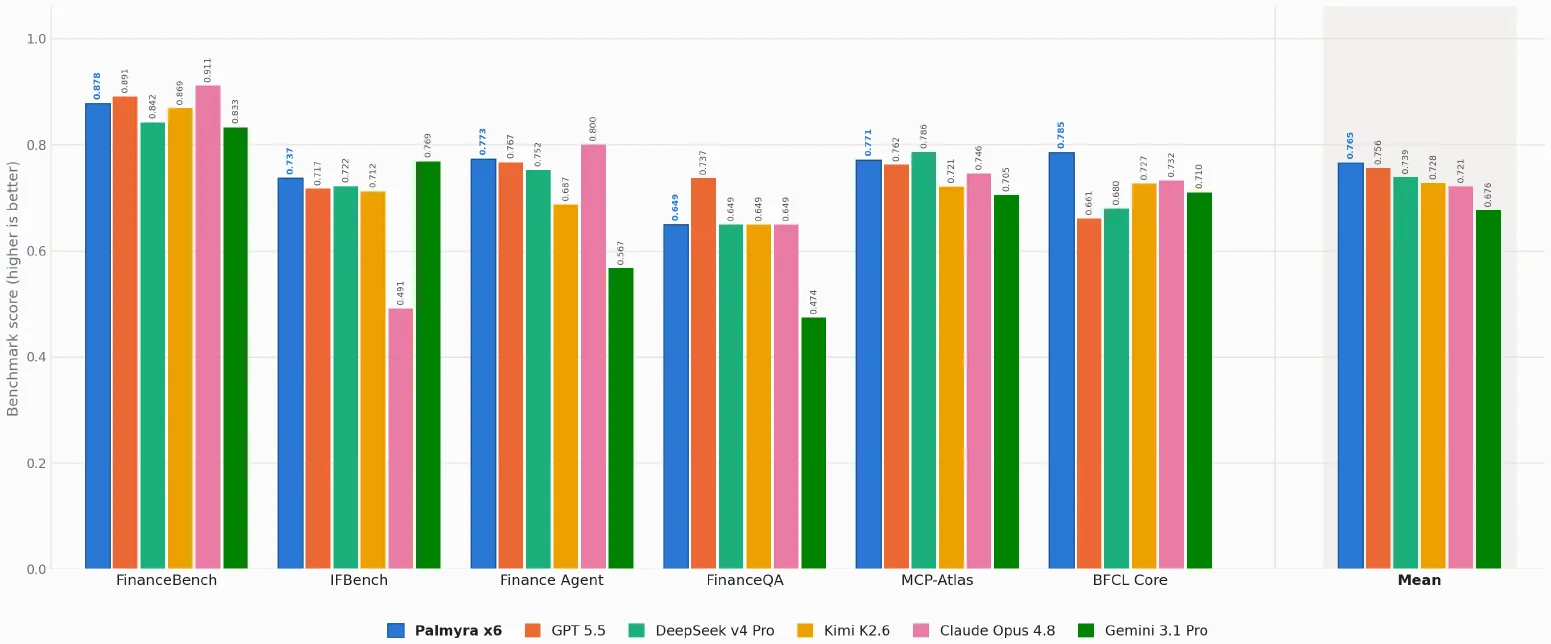 Benchmark score (higher is better)
1.0
0.8
0.6
0.4
0.2
0.0
0.878 0.891 0.842 0.869 0.911 0.833
0.737 0.717 0.722 0.712 0.491 0.769
0.773 0.767 0.752 0.687 0.800 0.567
0.649 0.737 0.649 0.649 0.649 0.474
0.771 0.762 0.786 0.721 0.746 0.705
0.785 0.661 0.680 0.727 0.732 0.710
0.765 0.756 0.739 0.728 0.721 0.676
FinanceBench IFBench Finance Agent FinanceQA MCP-Atlas BFCL Core Mean
Palmyra x6 GPT 5.5 DeepSeek v4 Pro Kimi K2.6 Claude Opus 4.8 Gemini 3.1 Pro